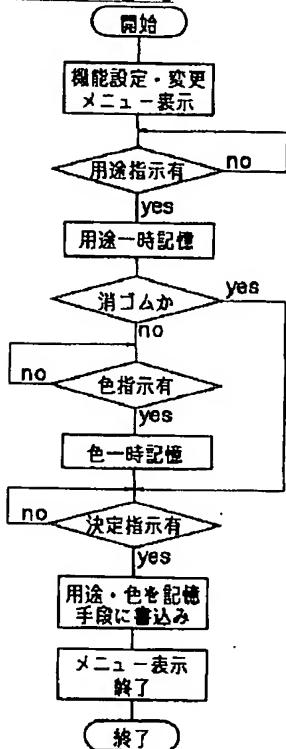 開始
機能設定・変更
メニュー表示
用途指示有
no
yes
用途一時記憶
消ゴムか
yes
no
no
色指示有
yes
色一時記憶
no
決定指示有
yes
用途・色を記憶
手段に書込み
メニュー表示
終了
終了